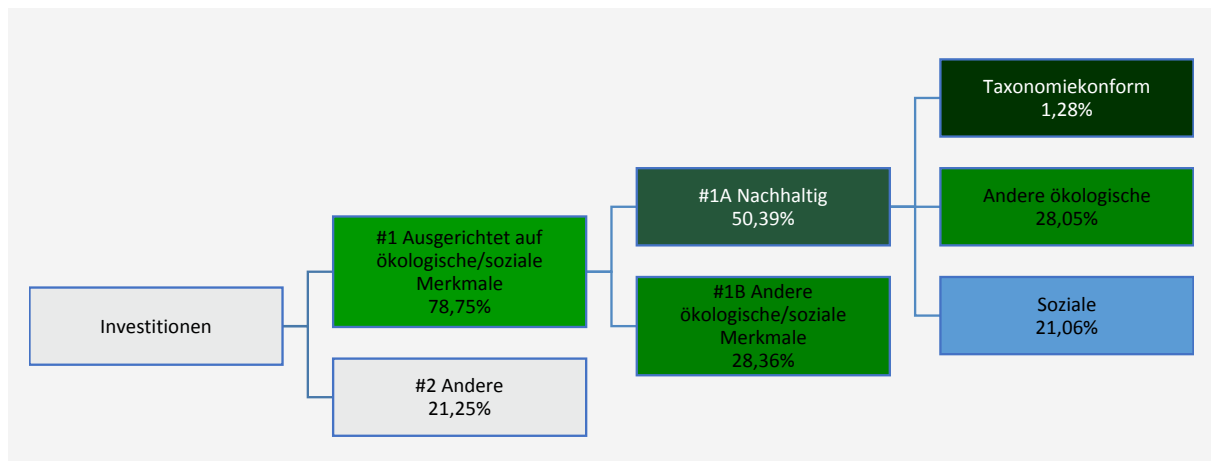 Investitionen
#1 Ausgerichtet auf
ökologische/soziale
Merkmale
78,75%
#2 Andere
21,25%
#1A Nachhaltig
50,39%
#1B Andere
ökologische/soziale
Merkmale
28,36%
Taxonomiekonform
1,28%
Andere ökologische
28,05%
Soziale
21,06%